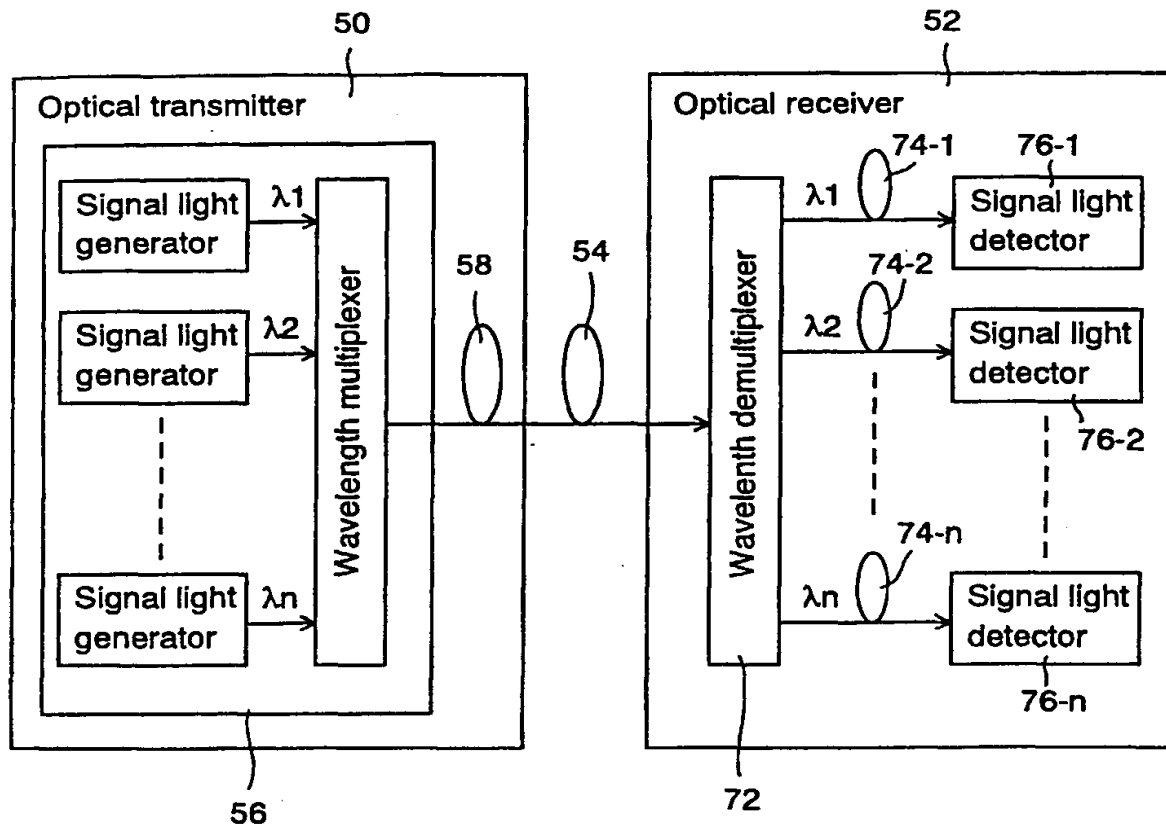 50
52
Optical transmitter
Optical receiver
Signal light
generator
λ1
Signal light
generator
λ2
Signal light
generator
λn
Wavelength multiplexer
56
58
54
Wavelenth demultiplexer
72
λ1
74-1
76-1
Signal light
detector
λ2
74-2
Signal light
detector
76-2
λn
74-n
Signal light
detector
76-n